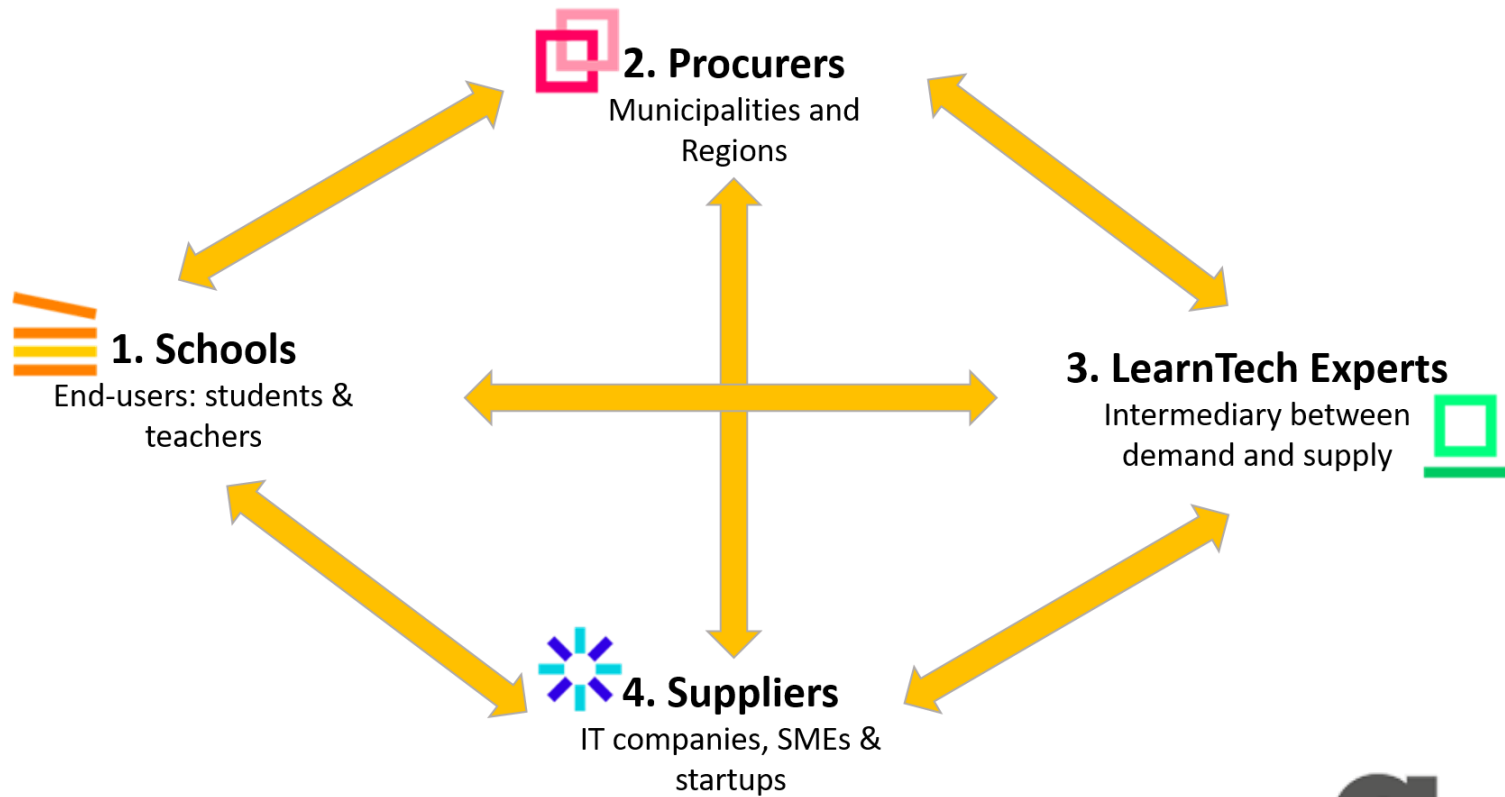 2. Procurers
Municipalities and
Regions
1. Schools
End-users: students &
teachers
3. LearnTech Experts
Intermediary between
demand and supply
4. Suppliers
IT companies, SMEs &
startups